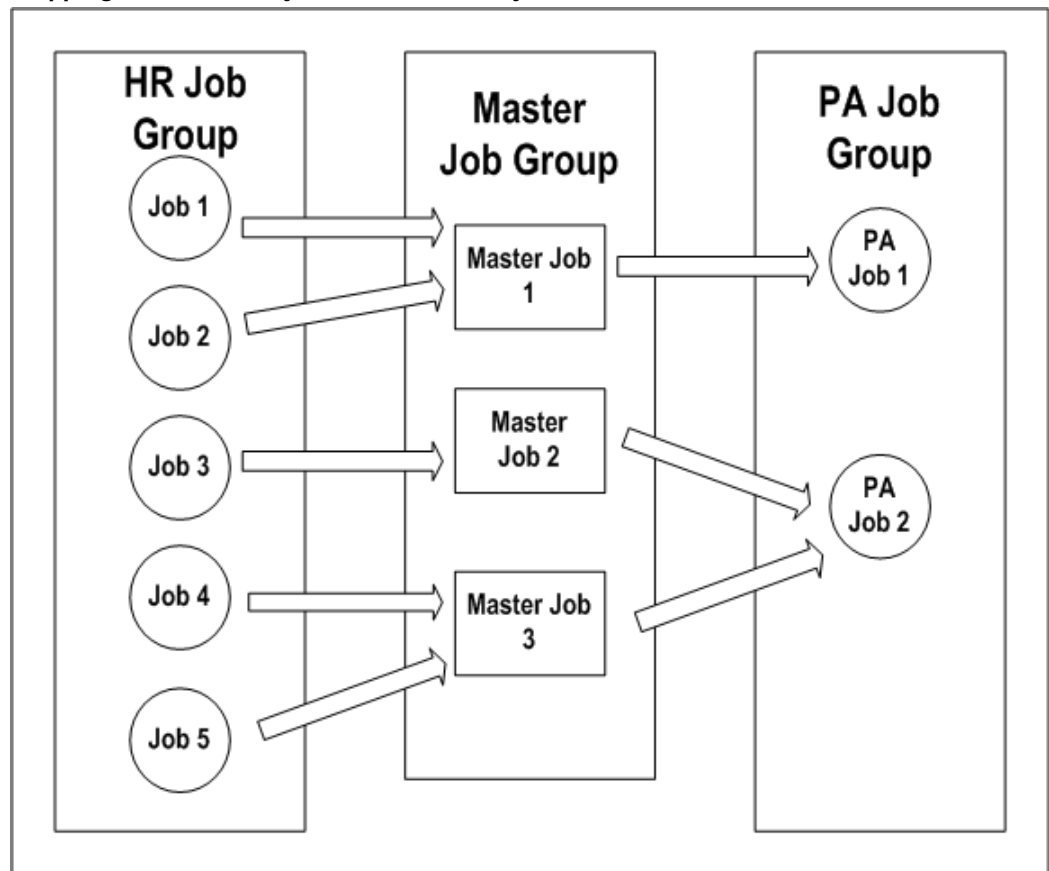 HR Job
Group
Job 1
Job 2
Job 3
Job 4
Job 5
Master
Job Group
Master Job
1
Master
Job 2
Master Job
3
PA Job
Group
PA
Job 1
PA
Job 2